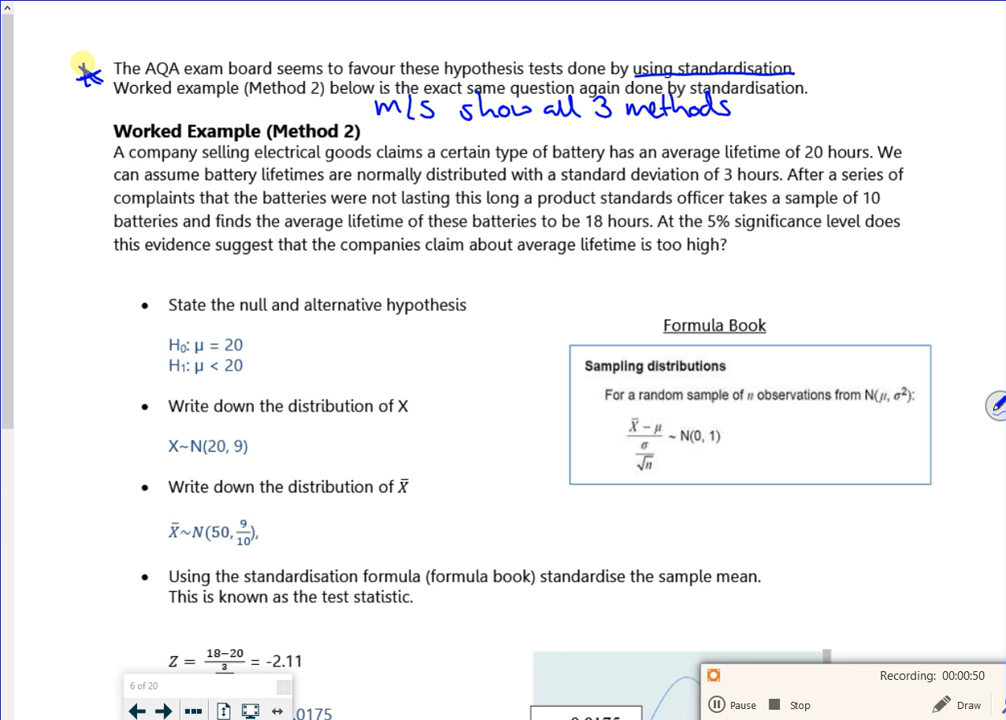 The AQA exam board seems to favour these hypothesis tests done by using standardisation.
Worked example (Method 2) below is the exact same question again done by standardisation.
m/s show all 3 methods
Worked Example (Method 2)
A company selling electrical goods claims a certain type of battery has an average lifetime of 20 hours. We
can assume battery lifetimes are normally distributed with a standard deviation of 3 hours. After a series of
complaints that the batteries were not lasting this long a product standards officer takes a sample of 10
batteries and finds the average lifetime of these batteries to be 18 hours. At the 5% significance level does
this evidence suggest that the companies claim about average lifetime is too high?
• State the null and alternative hypothesis
H₀: μ = 20
H₁: μ < 20
• Write down the distribution of X
X~N(20, 9)
• Write down the distribution of X̄
X̄~N(50, 9/10),
Formula Book
Sampling distributions
For a random sample of n observations from N(μ, σ²):
(X̄ − μ)/(σ/√n) ~ N(0, 1)
• Using the standardisation formula (formula book) standardise the sample mean.
This is known as the test statistic.
Z = (18−20)/3 = -2.11
.0175
6 of 20
Recording: 00:00:50
Pause Stop Draw